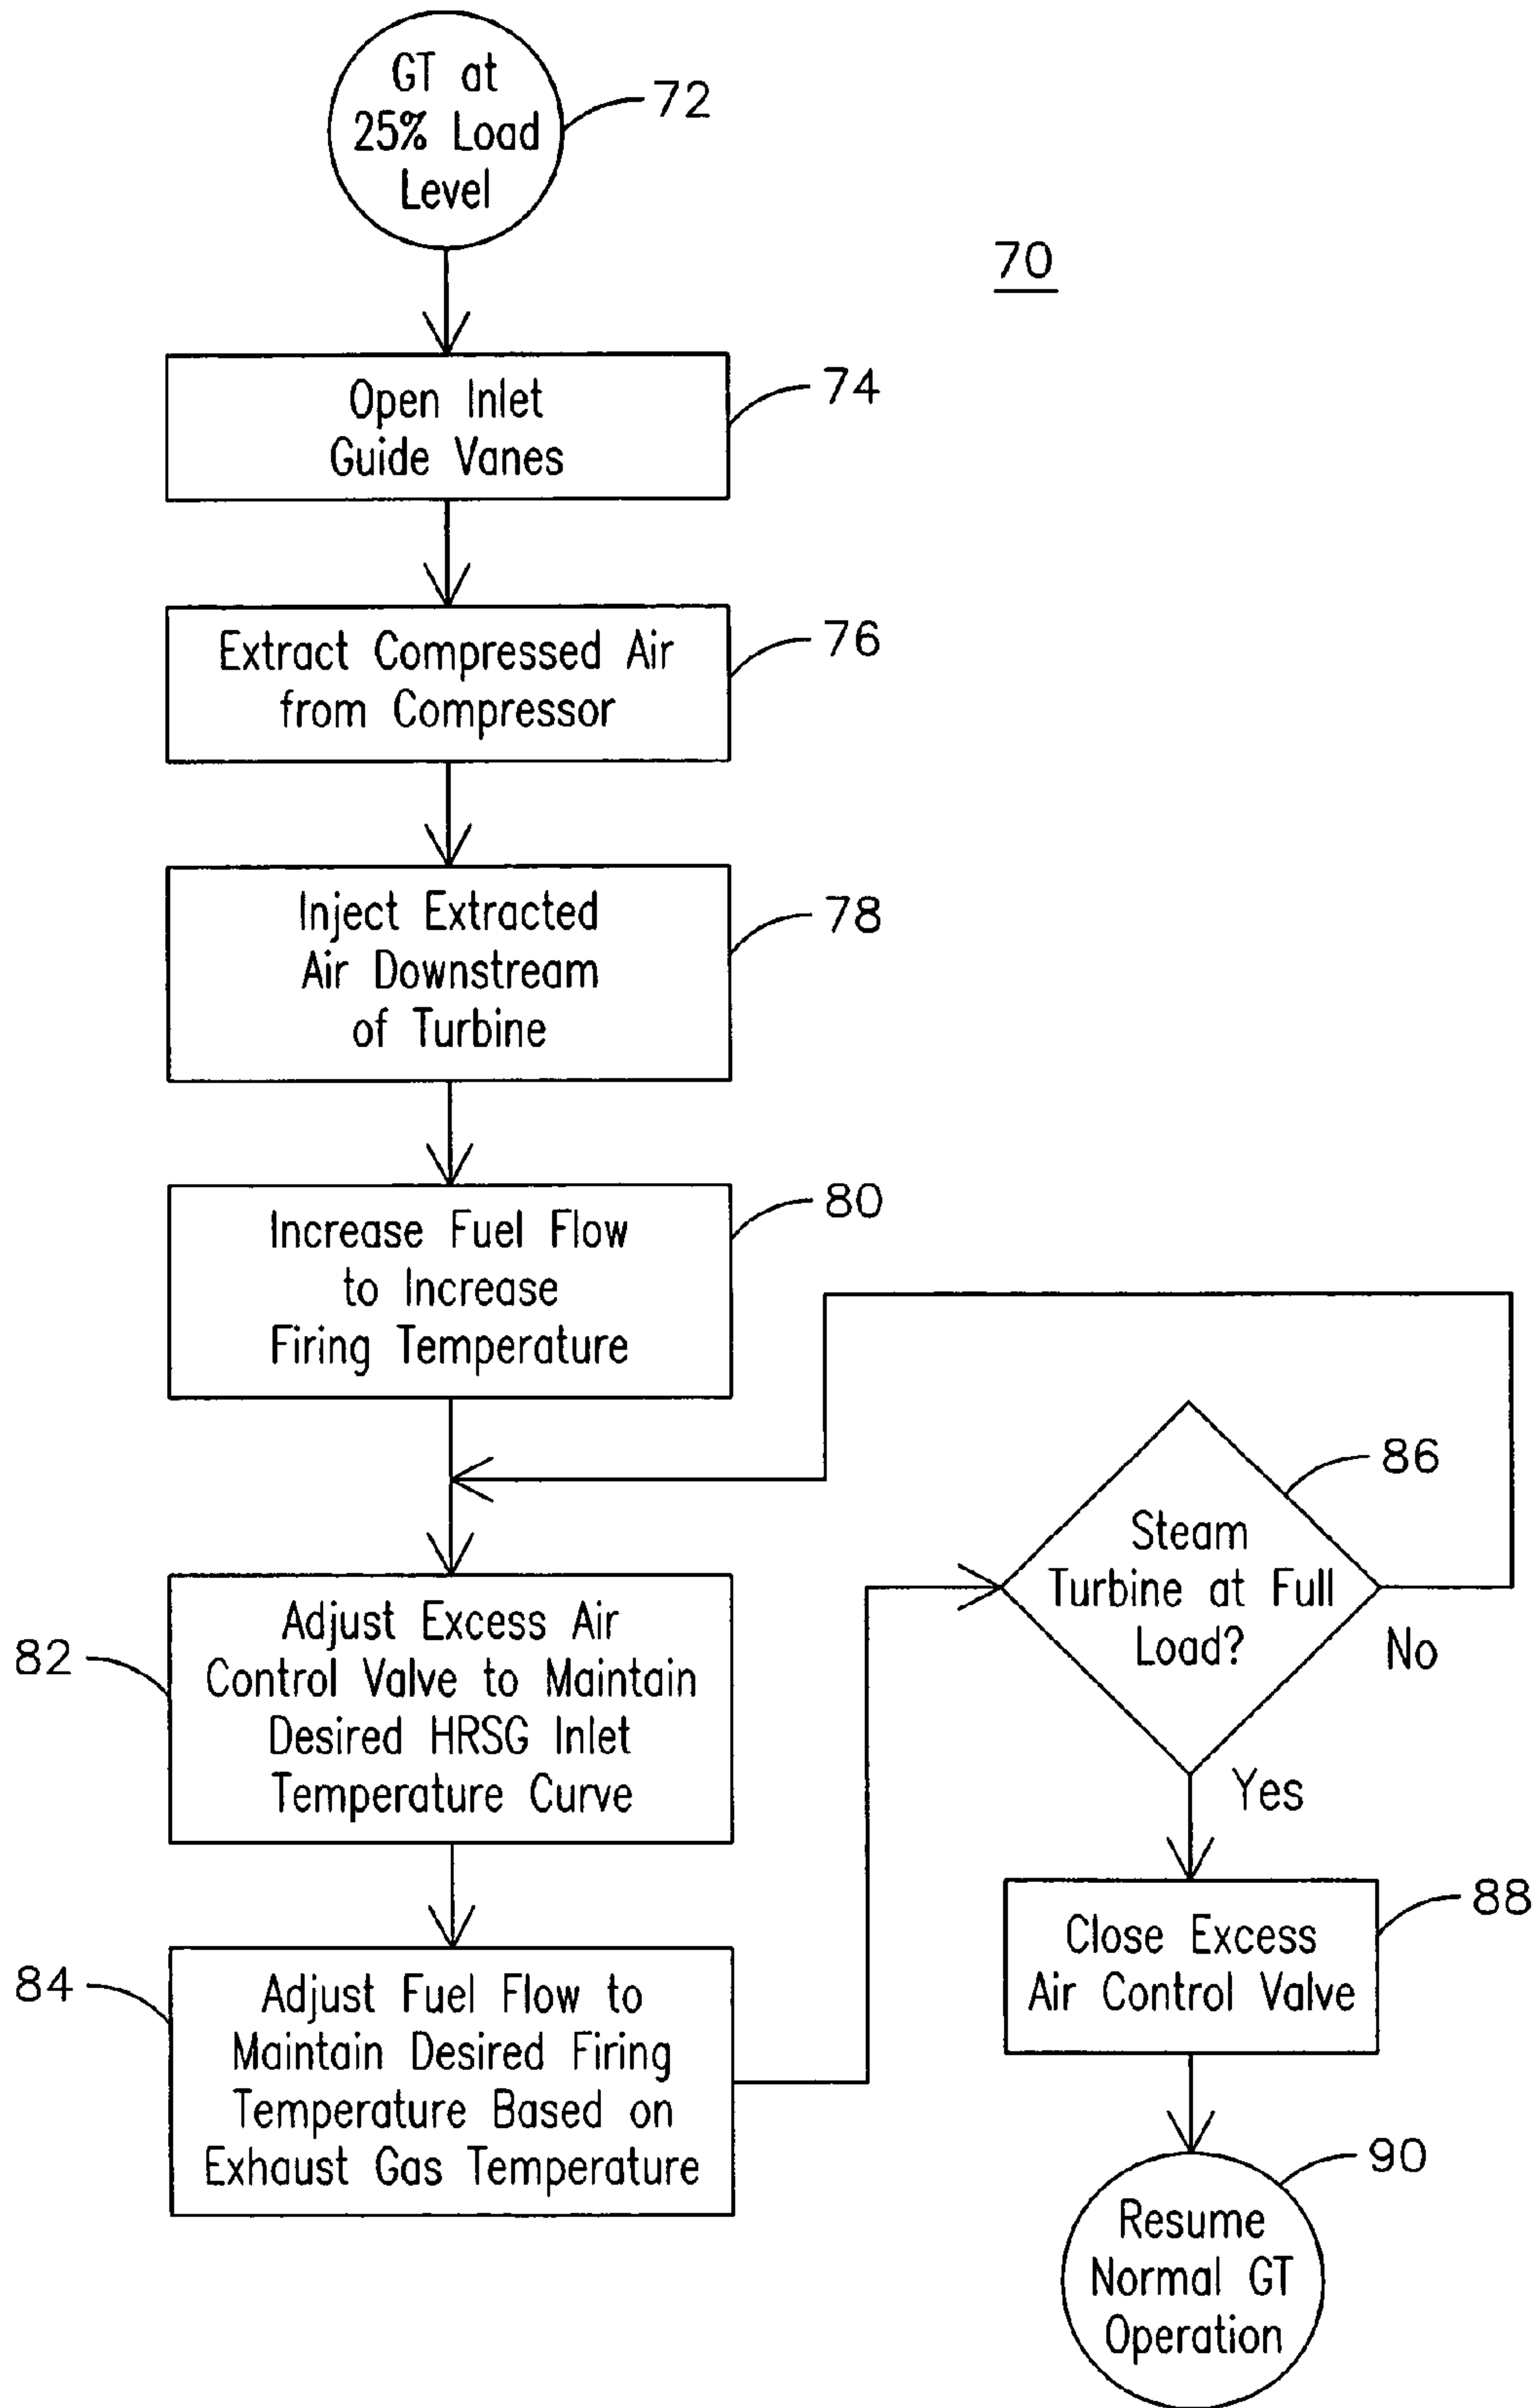 GT at
25% Load
Level
72
70
Open Inlet
Guide Vanes
74
Extract Compressed Air
from Compressor
76
Inject Extracted
Air Downstream
of Turbine
78
Increase Fuel Flow
to Increase
Firing Temperature
80
Adjust Excess Air
Control Valve to Maintain
Desired HRSG Inlet
Temperature Curve
82
Adjust Fuel Flow to
Maintain Desired Firing
Temperature Based on
Exhaust Gas Temperature
84
Steam
Turbine at Full
Load?
86
No
Yes
Close Excess
Air Control Valve
88
Resume
Normal GT
Operation
90